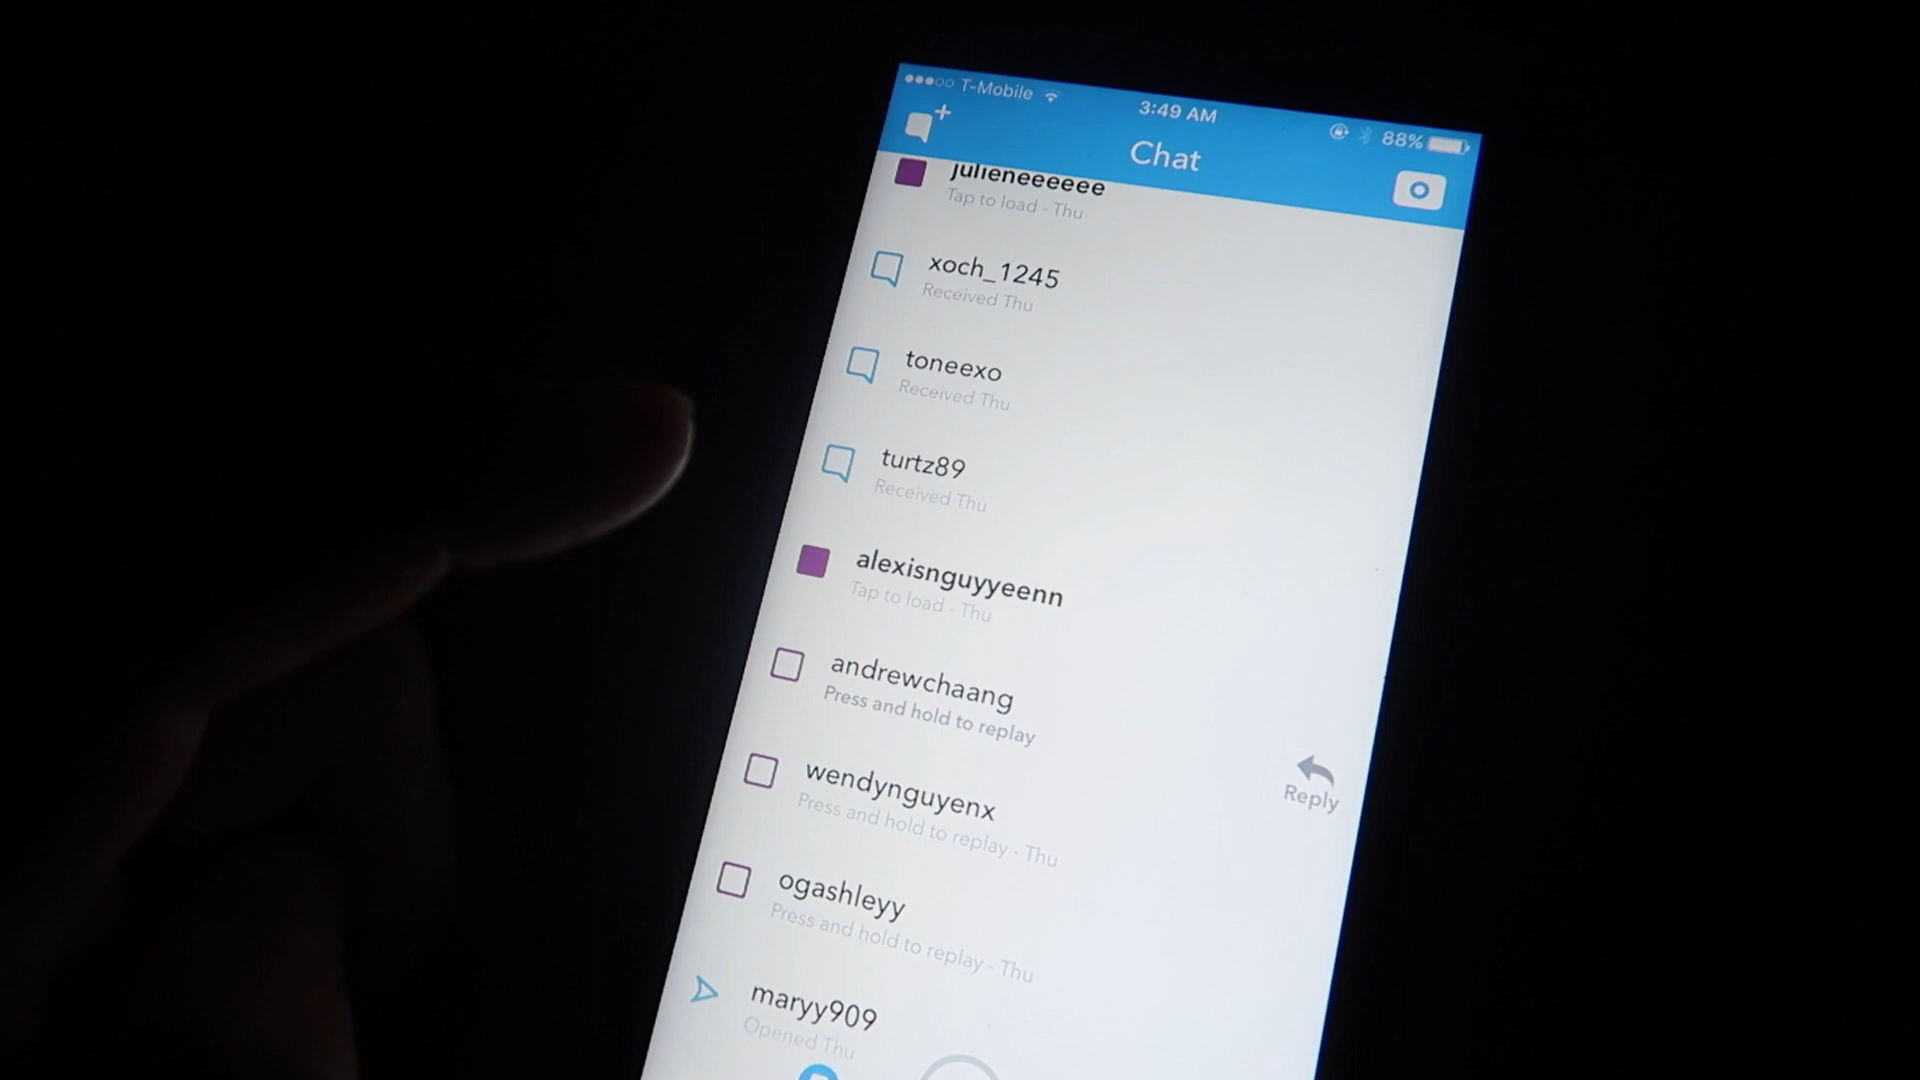 T-Mobile
3:49 AM
88%
Chat
julieneeeeee
Tap to load - Thu
xoch_1245
Received Thu
toneexo
Received Thu
turtz89
Received Thu
alexisnguyyeenn
Tap to load - Thu
andrewchaang
Press and hold to replay
Reply
wendynguyenx
Press and hold to replay - Thu
ogashleyy
Press and hold to replay - Thu
maryy909
Opened Thu